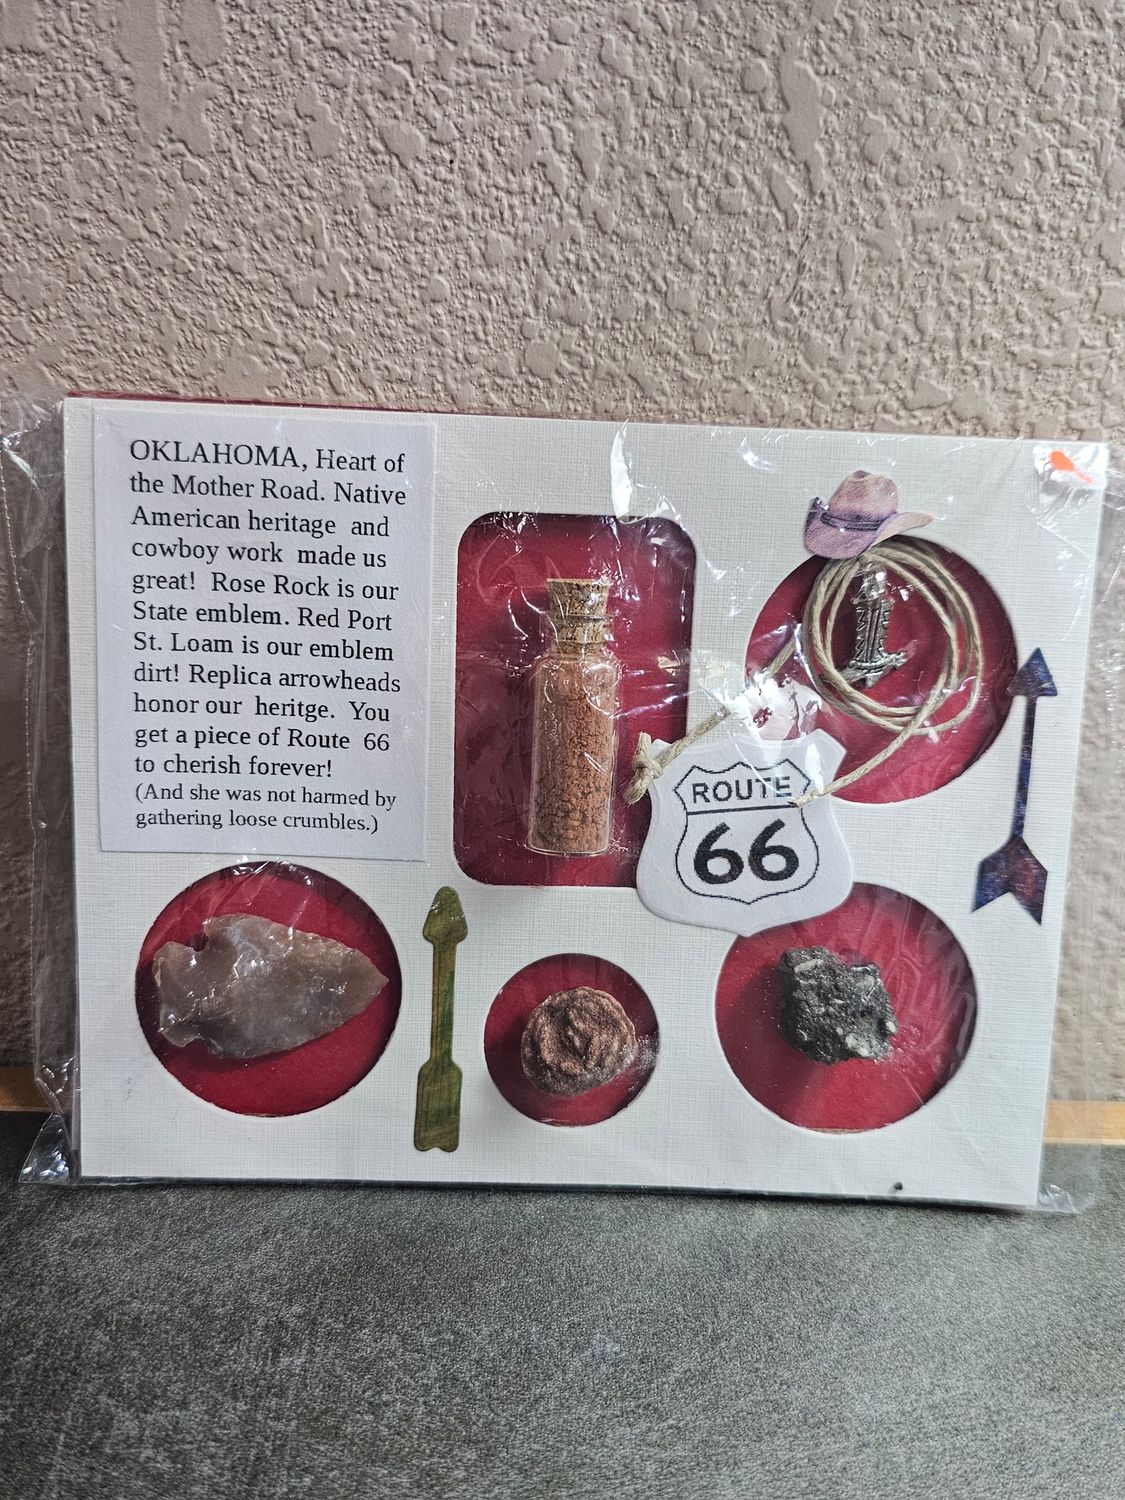 OKLAHOMA, Heart of
the Mother Road. Native
American heritage and
cowboy work made us
great! Rose Rock is our
State emblem. Red Port
St. Loam is our emblem
dirt! Replica arrowheads
honor our heritge. You
get a piece of Route 66
to cherish forever!
(And she was not harmed by
gathering loose crumbles.)
ROUTE
66